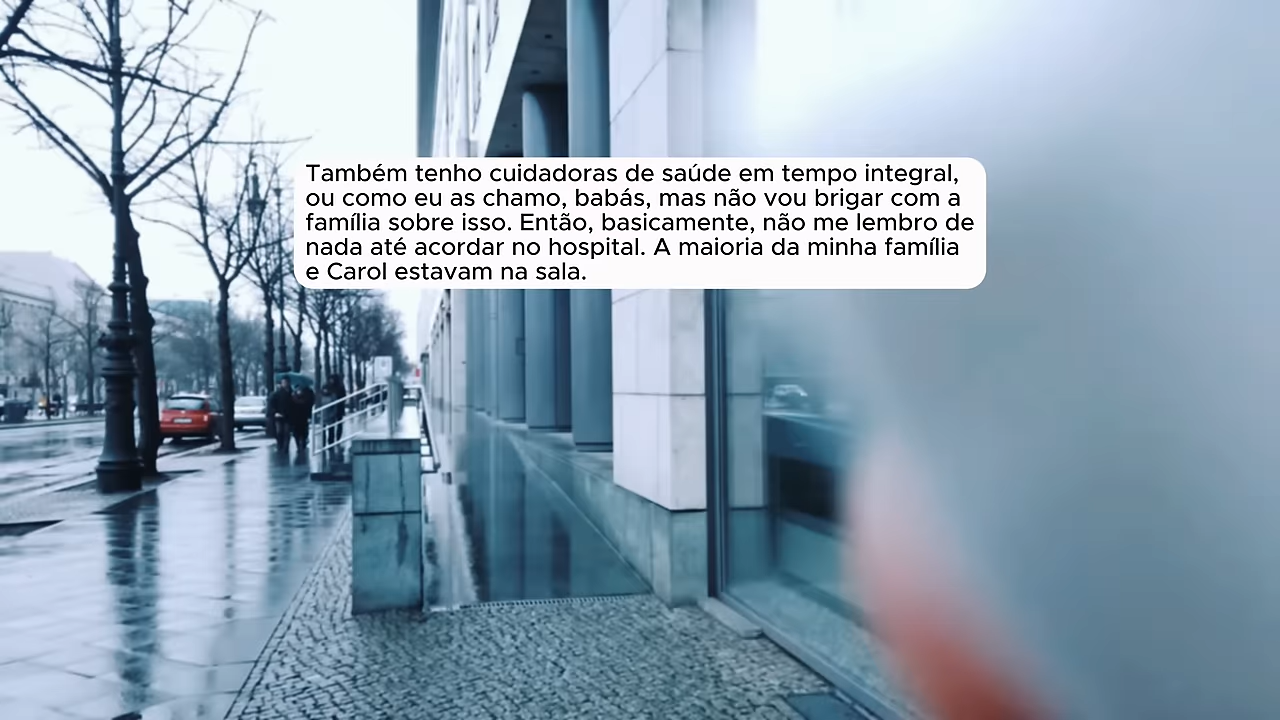 Também tenho cuidadoras de saúde em tempo integral,
ou como eu as chamo, babás, mas não vou brigar com a
família sobre isso. Então, basicamente, não me lembro de
nada até acordar no hospital. A maioria da minha família
e Carol estavam na sala.